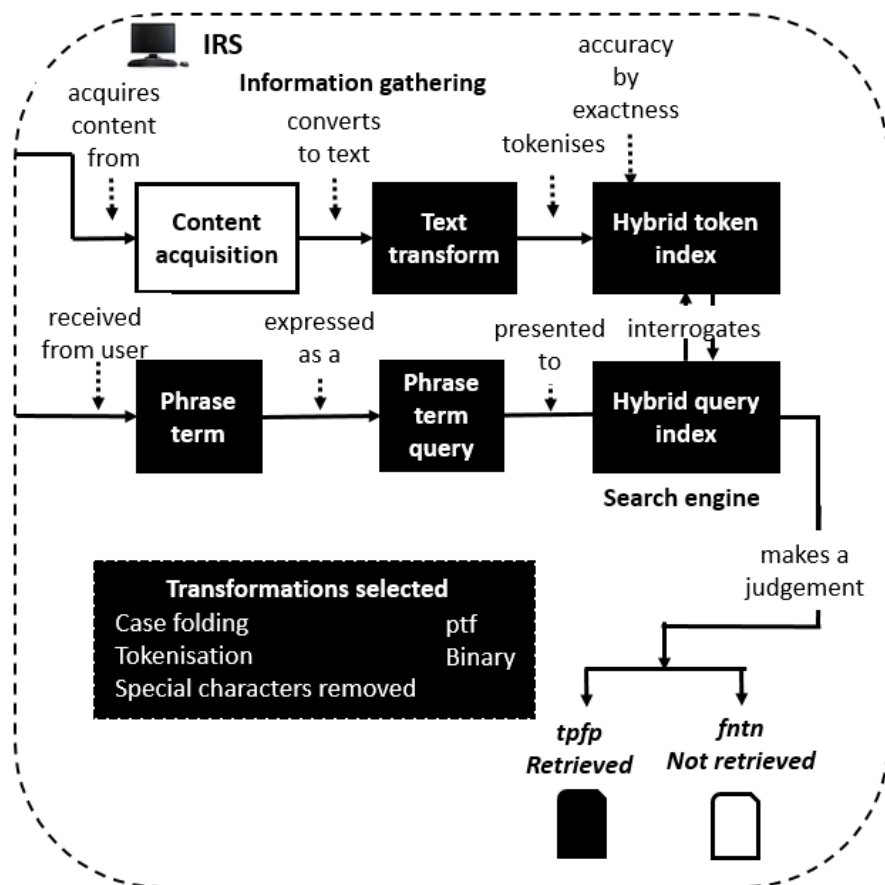 IRS
Information gathering
acquires
content
from
converts
to text
tokenises
accuracy
by
exactness
Content
acquisition
Text
transform
Hybrid token
index
received
from user
expressed
as a
presented
to
interrogates
Phrase
term
Phrase
term
query
Hybrid query
index
Search engine
makes a
judgement
Transformations selected
Case folding ptf
Tokenisation Binary
Special characters removed
tpfp
Retrieved
fntn
Not retrieved